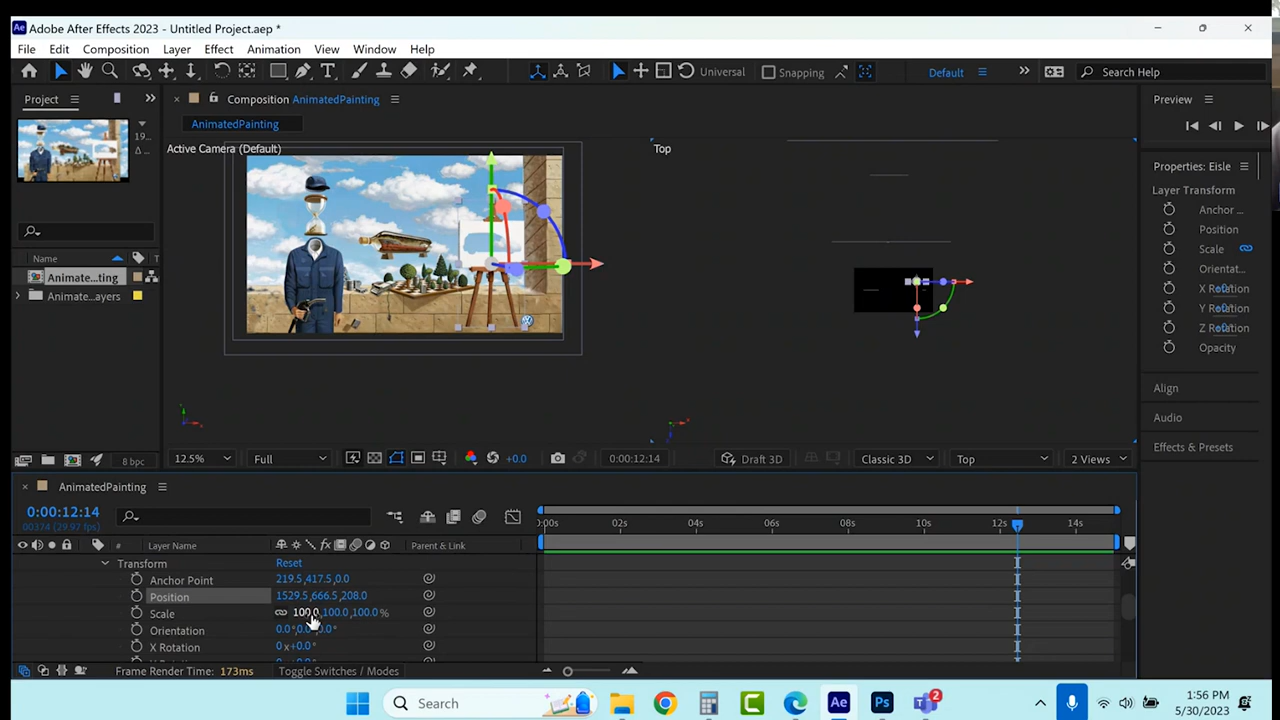 Ae Adobe After Effects 2023 - Untitled Project.aep *
File Edit Composition Layer Effect Animation View Window Help
Universal Snapping Default Search Help
Project
Composition AnimatedPainting
Preview
AnimatedPainting
19...
Active Camera (Default)
Top
Properties: Eisle
Layer Transform
Anchor ...
Position
Scale
Orientat...
X Rotation
Y Rotation
Z Rotation
Opacity
Name T
Animate...ting
Animate...ayers
Align
Audio
Effects & Presets
8 bpc
12.5% Full +0.0 0:00:12:14 Draft 3D Classic 3D Top 2 Views
AnimatedPainting
0:00:12:14
00374 (29.97 fps)
:00s 02s 04s 06s 08s 10s 12s 14s
# Layer Name fx Parent & Link
Transform Reset
Anchor Point 219.5,417.5,0.0
Position 1529.5,666.5,208.0
Scale 100.0,100.0,100.0 %
Orientation 0.0°,0.0°,0.0°
X Rotation 0 x+0.0°
Frame Render Time: 173ms Toggle Switches / Modes
Search Ae Ps 2 1:56 PM
5/30/2023